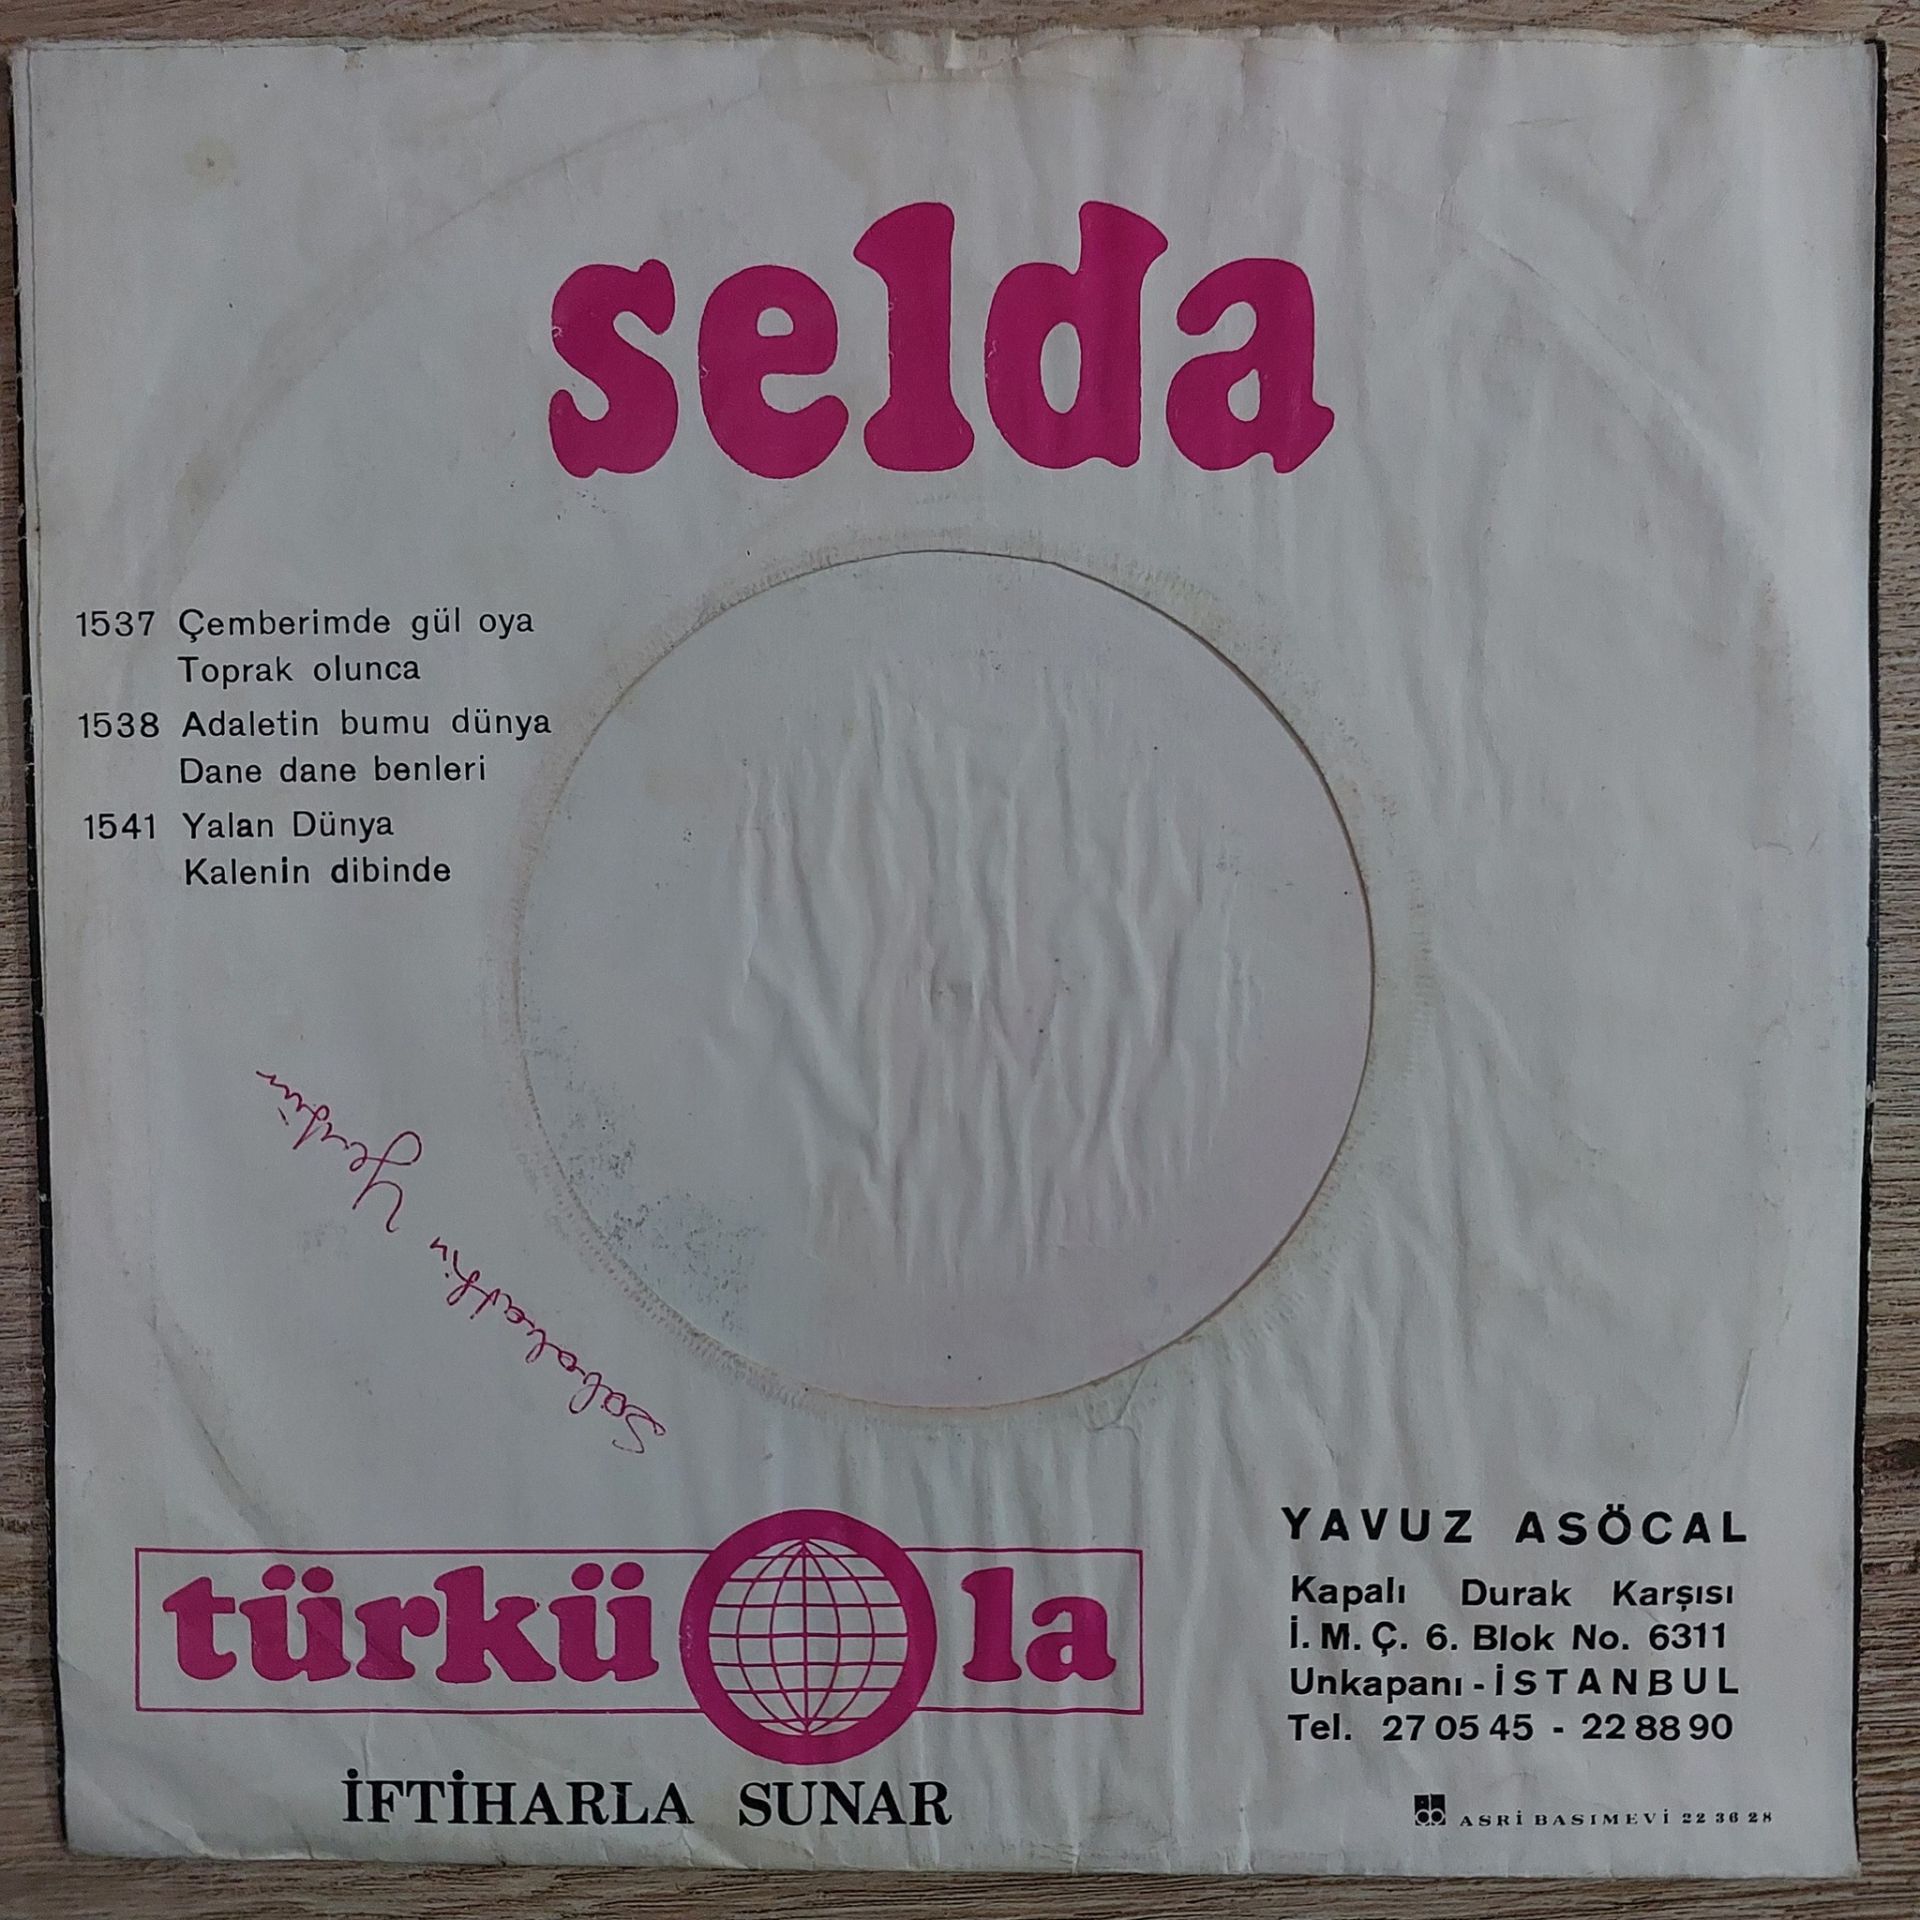 selda
1537 Çemberimde gül oya
Toprak olunca
1538 Adaletin bumu dünya
Dane dane benleri
1541 Yalan Dünya
Kalenin dibinde
Sabahattin
türküola
İFTİHARLA SUNAR
YAVUZ ASÖCAL
Kapalı Durak Karşısı
İ. M. Ç. 6. Blok No. 6311
Unkapanı - İSTANBUL
Tel. 27 05 45 - 22 88 90
ASRİ BASIMEVİ 22 36 28